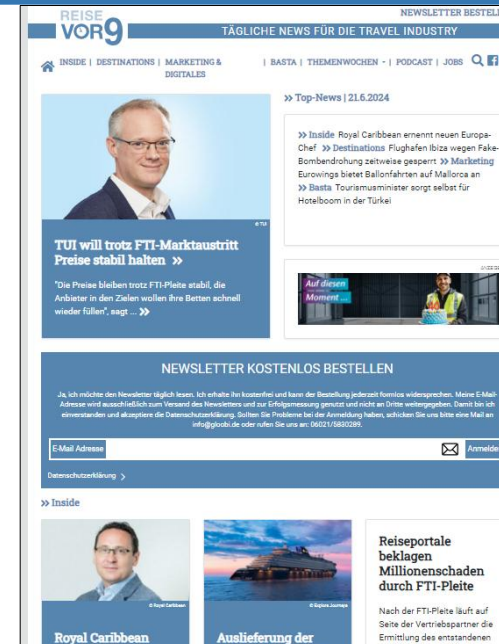 NEWSLETTER BESTELL
REISE
VOR9
TÄGLICHE NEWS FÜR DIE TRAVEL INDUSTRY
INSIDE | DESTINATIONS | MARKETING & DIGITALES | BASTA | THEMENWOCHEN - | PODCAST | JOBS
» Top-News | 21.6.2024
» Inside Royal Caribbean ernennt neuen Europa-
Chef » Destinations Flughafen Ibiza wegen Fake-
Bombendrohung zeitweise gesperrt » Marketing
Eurowings bietet Ballonfahrten auf Mallorca an
» Basta Tourismusminister sorgt selbst für
Hotelboom in der Türkei
© TUI
TUI will trotz FTI-Marktaustritt
Preise stabil halten »
"Die Preise bleiben trotz FTI-Pleite stabil, die
Anbieter in den Zielen wollen ihre Betten schnell
wieder füllen", sagt ... »
Auf diesen
Moment ...
NEWSLETTER KOSTENLOS BESTELLEN
Ja, ich möchte den Newsletter täglich lesen. Ich erhalte ihn kostenfrei und kann der Bestellung jederzeit formlos widersprechen. Meine E-Mail-
Adresse wird ausschließlich zum Versand des Newsletters und zur Erfolgsmessung genutzt und nicht an Dritte weitergegeben. Damit bin ich
einverstanden und akzeptiere die Datenschutzerklärung. Sollten Sie Probleme bei der Anmeldung haben, schicken Sie uns bitte eine Mail an
info@gloobi.de oder rufen Sie uns an: 06021/5830289.
E-Mail Adresse
Anmelde
Datenschutzerklärung >
» Inside
© Royal Caribbean
Royal Caribbean
© Explora Journeys
Auslieferung der
Reiseportale
beklagen
Millionenschaden
durch FTI-Pleite
Nach der FTI-Pleite läuft auf
Seite der Vertriebspartner die
Ermittlung des entstandenen